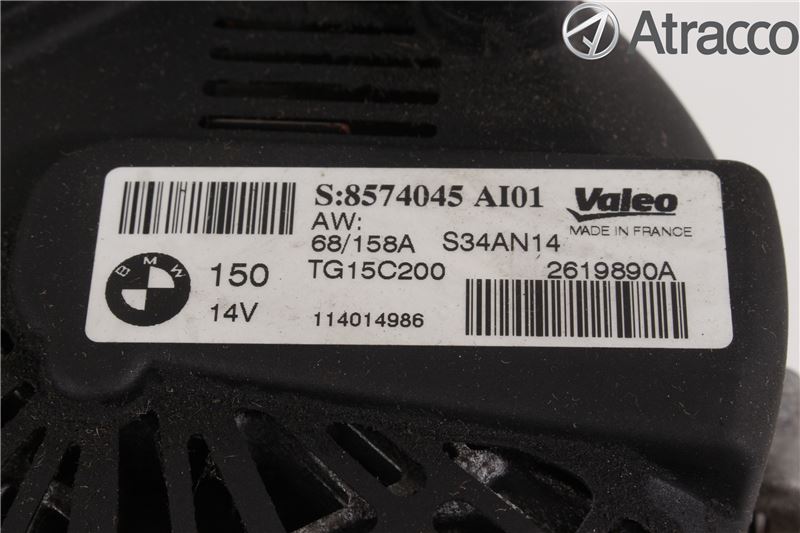 Atracco
S:8574045 AI01
Valeo
AW:
MADE IN FRANCE
68/158A S34AN14
BMW
150
TG15C200
2619890A
14V
114014986